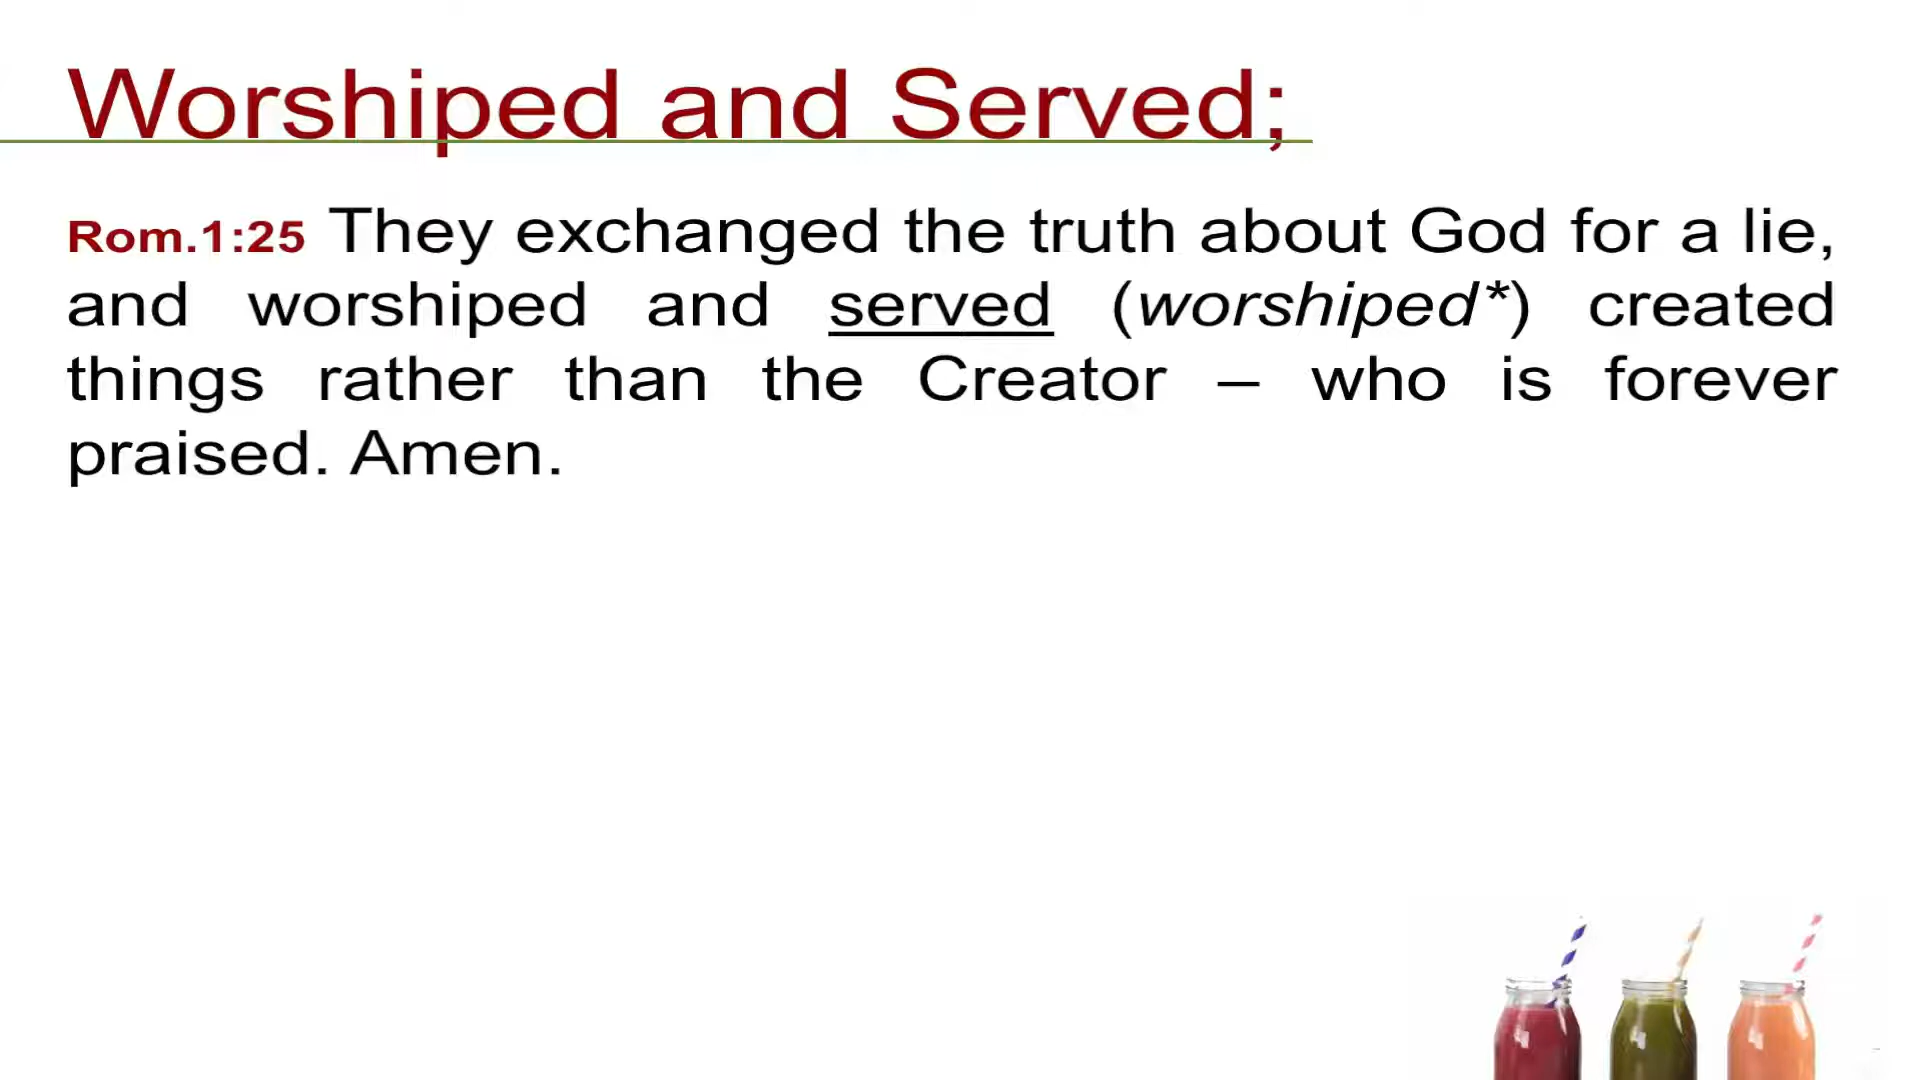 Worshiped and Served;
Rom.1:25 They exchanged the truth about God for a lie,
and worshiped and served (worshiped*) created
things rather than the Creator – who is forever
praised. Amen.